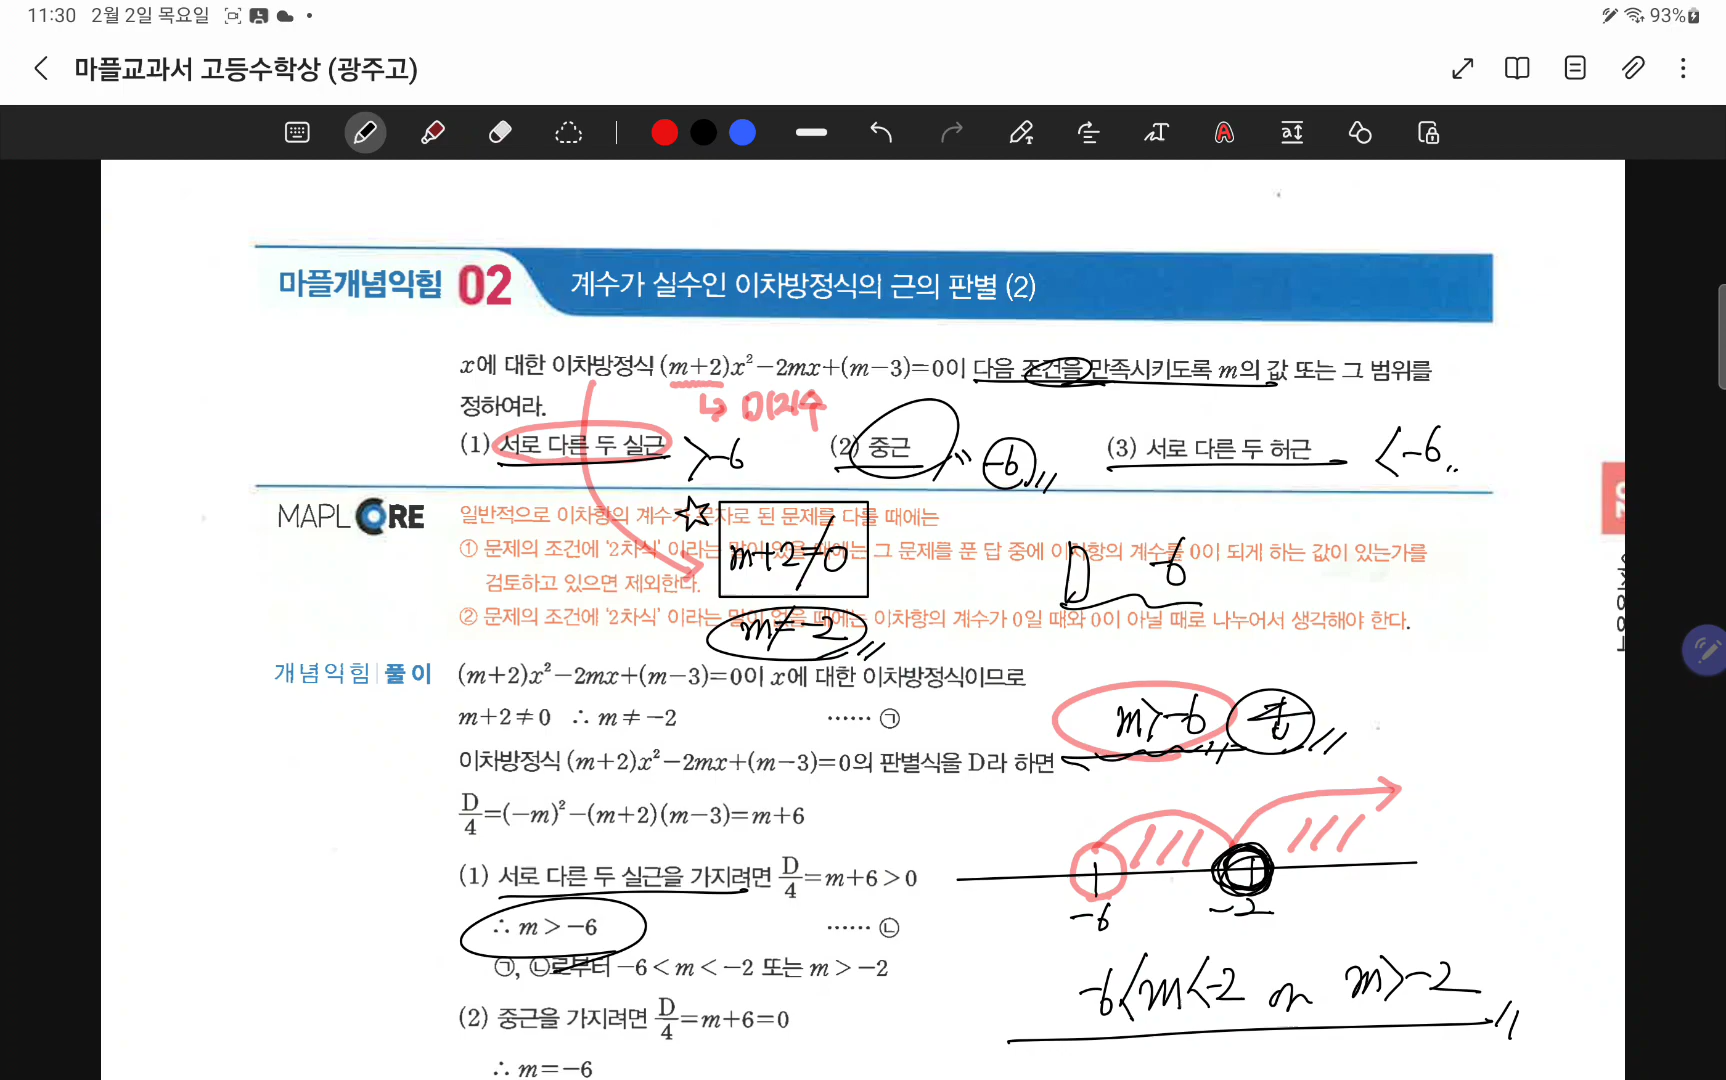 11:30 2월 2일 목요일 93%
마플교과서 고등수학상 (광주고)
마플개념익힘 02 계수가 실수인 이차방정식의 근의 판별 (2)
x에 대한 이차방정식 (m+2)x²-2mx+(m-3)=0이 다음 조건을 만족시키도록 m의 값 또는 그 범위를
정하여라.
(1) 서로 다른 두 실근 >-6 (2) 중근 -6 (3) 서로 다른 두 허근 <-6
MAPL CORE 일반적으로 이차항의 계수가 문자로 된 문제를 다룰 때에는
① 문제의 조건에 '2차식' 이라는 말이 있을 때에는 그 문제를 푼 답 중에 이차항의 계수를 0이 되게 하는 값이 있는가를
검토하고 있으면 제외한다.
m+2≠0
D -6
② 문제의 조건에 '2차식' 이라는 말이 없을 때에는 이차항의 계수가 0일 때와 0이 아닐 때로 나누어서 생각해야 한다.
m≠-2
개념익힘 풀이 (m+2)x²-2mx+(m-3)=0이 x에 대한 이차방정식이므로
m+2≠0 ∴ m≠-2 …… ㉠
m>-6
이차방정식 (m+2)x²-2mx+(m-3)=0의 판별식을 D라 하면
D/4=(-m)²-(m+2)(m-3)=m+6
(1) 서로 다른 두 실근을 가지려면 D/4=m+6>0
-6 -2
∴ m>-6 …… ㉡
㉠, ㉡로부터 -6<m<-2 또는 m>-2
-6<m<-2 or m>-2
(2) 중근을 가지려면 D/4=m+6=0
∴ m=-6